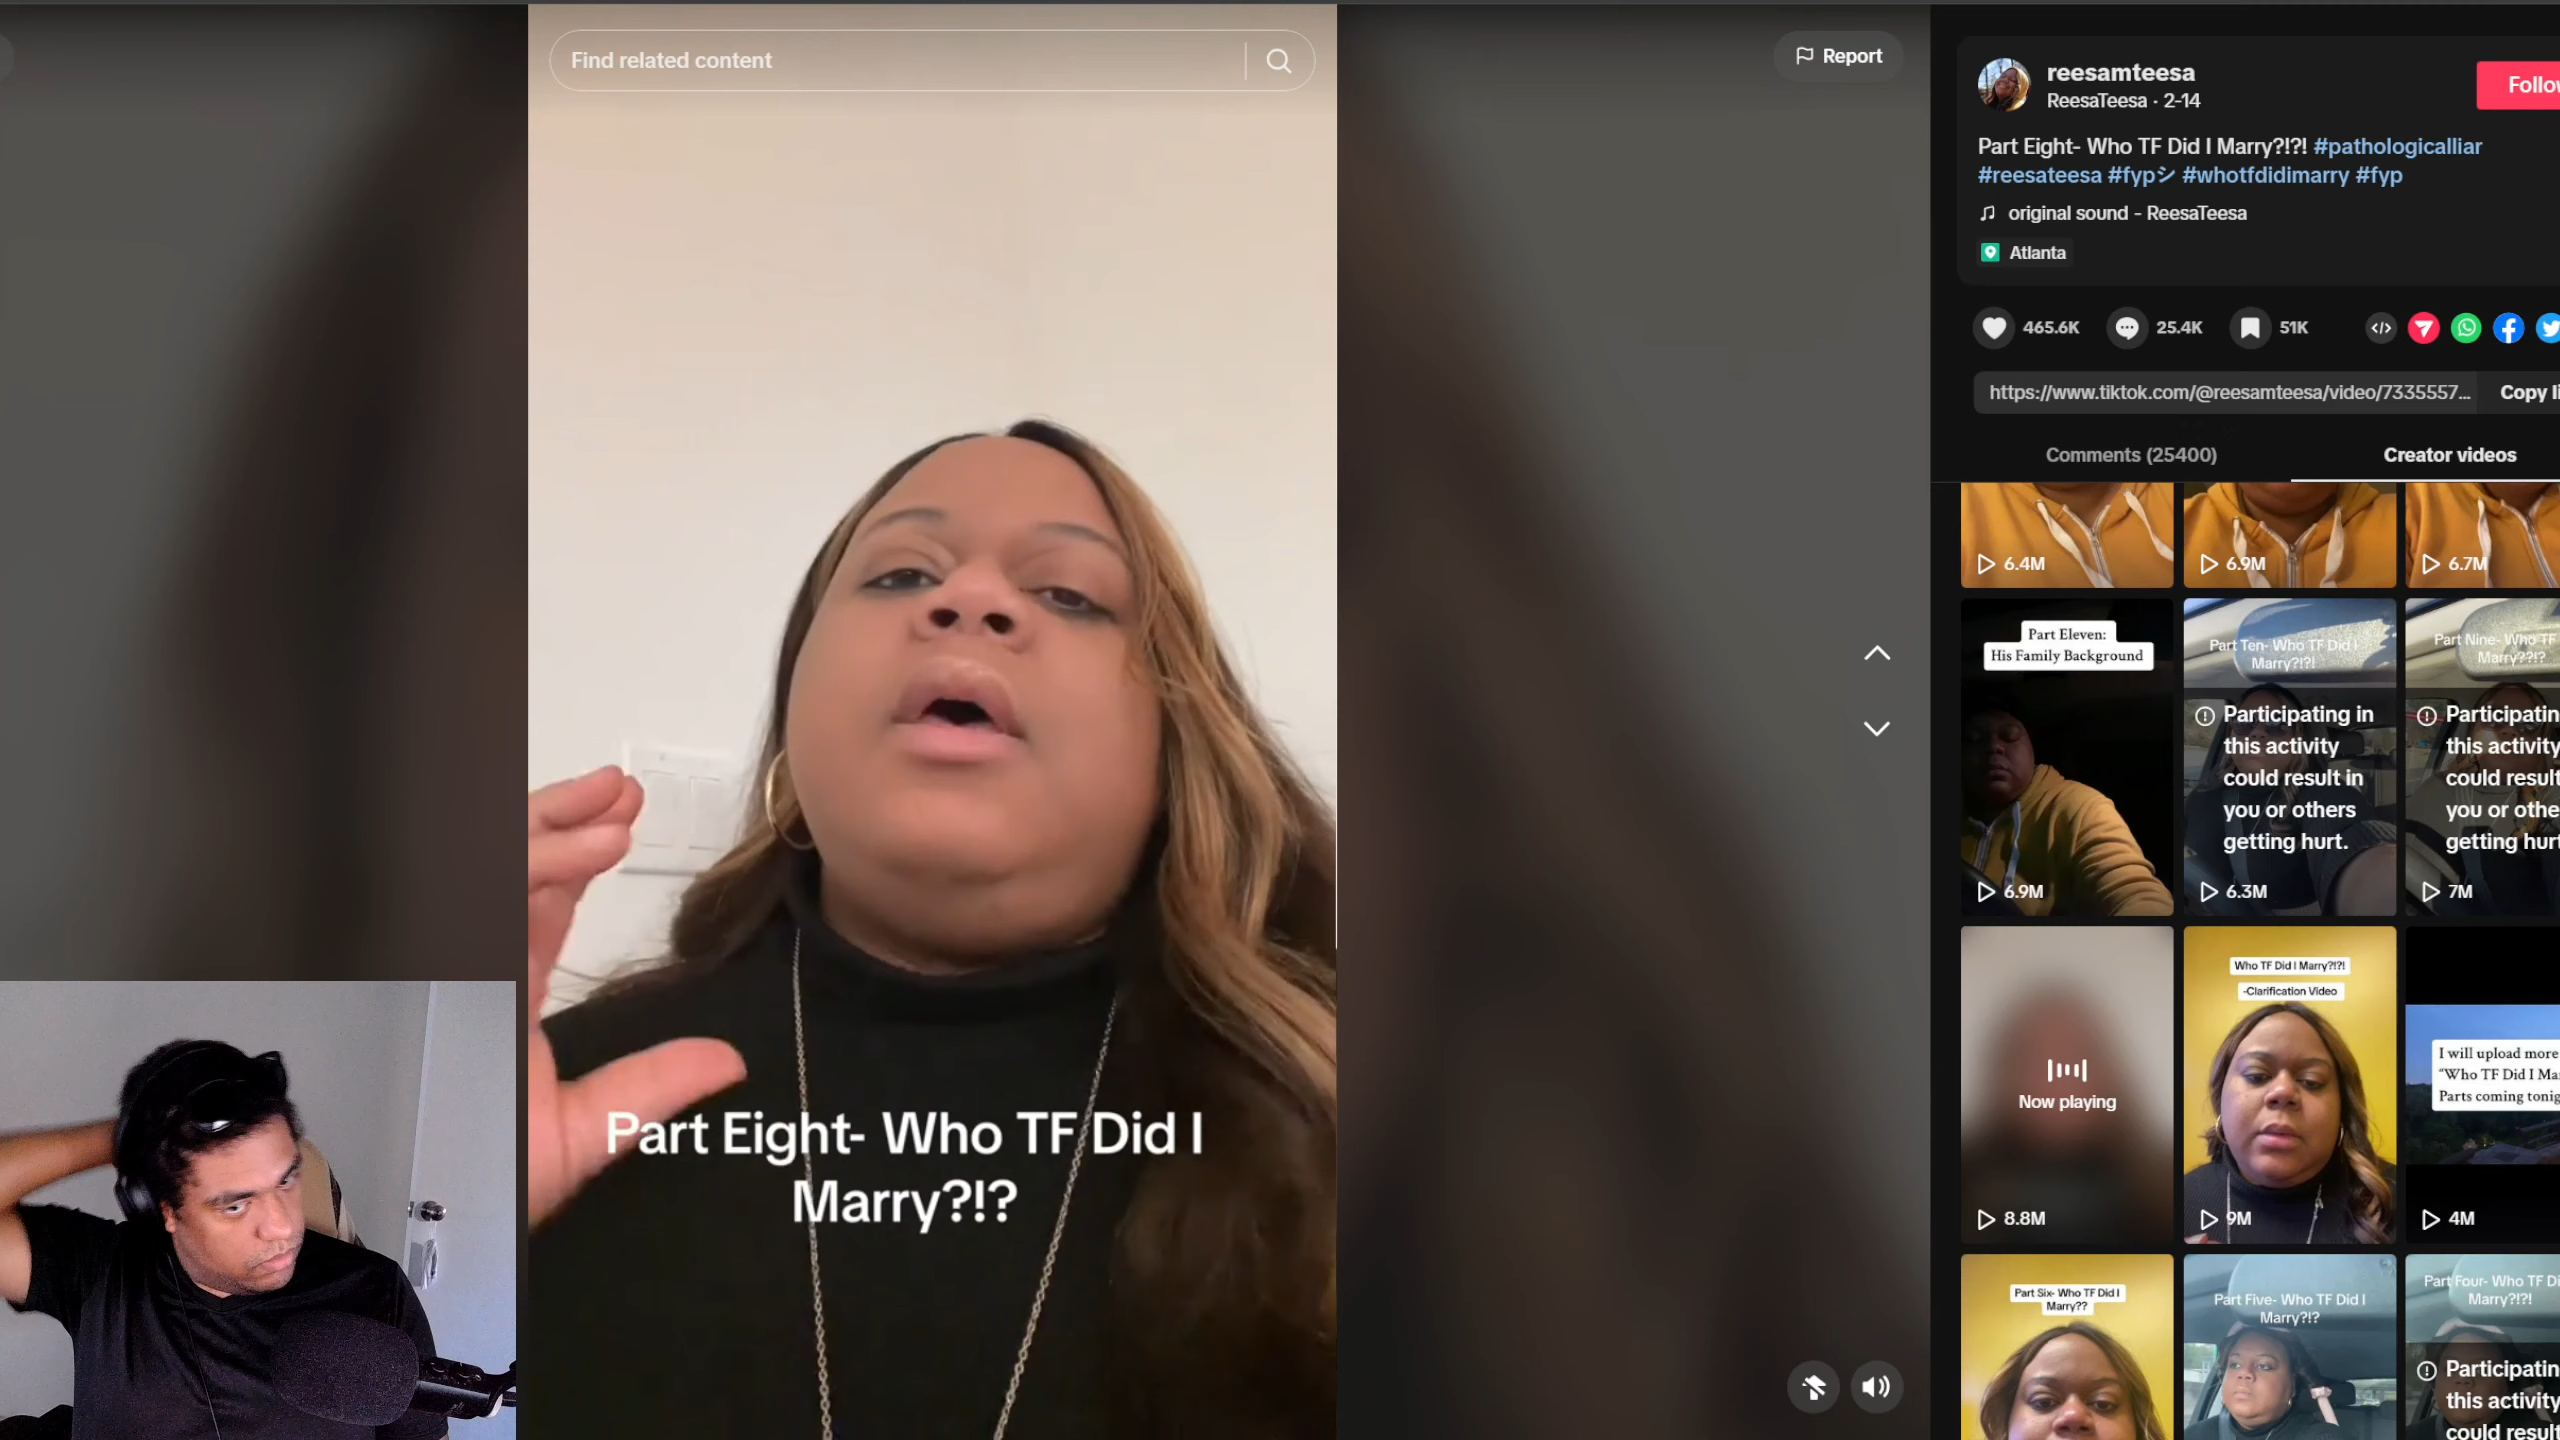 Find related content
Report
Part Eight- Who TF Did I
Marry?!?
reesamteesa
ReesaTeesa · 2-14
Follow
Part Eight- Who TF Did I Marry?!?! #pathologicalliar
#reesateesa #fypシ #whotfdidimarry #fyp
original sound - ReesaTeesa
Atlanta
465.6K
25.4K
51K
https://www.tiktok.com/@reesamteesa/video/7335557...
Copy li
Comments (25400)
Creator videos
6.4M
6.9M
6.7M
Part Eleven:
His Family Background
6.9M
Part Ten- Who TF Did I
Marry?!?!
Participating in
this activity
could result in
you or others
getting hurt.
6.3M
Part Nine- Who TF
Marry??!?
Participatin
this activity
could result
you or othe
getting hurt
7M
Now playing
8.8M
Who TF Did I Marry?!?!
-Clarification Video
9M
I will upload more
"Who TF Did I Ma
Parts coming tonig
4M
Part Six- Who TF Did I
Marry??
Part Five- Who TF Did I
Marry?!?
Part Four- Who TF Di
Marry?!?!
Participatin
this activity
could result